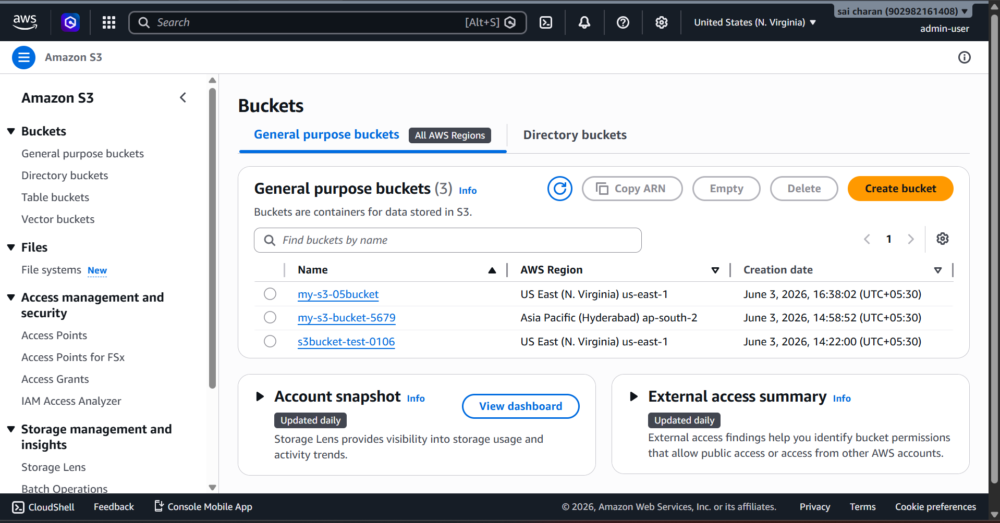 aws
Search [Alt+S]
United States (N. Virginia)
sai charan (902982161408)
admin-user
Amazon S3
Amazon S3
Buckets
General purpose buckets
Directory buckets
Table buckets
Vector buckets
Files
File systems New
Access management and
security
Access Points
Access Points for FSx
Access Grants
IAM Access Analyzer
Storage management and
insights
Storage Lens
Batch Operations
Buckets
General purpose buckets All AWS Regions Directory buckets
General purpose buckets (3) Info
Copy ARN
Empty
Delete
Create bucket
Buckets are containers for data stored in S3.
Find buckets by name
1
Name AWS Region Creation date
my-s3-05bucket US East (N. Virginia) us-east-1 June 3, 2026, 16:38:02 (UTC+05:30)
my-s3-bucket-5679 Asia Pacific (Hyderabad) ap-south-2 June 3, 2026, 14:58:52 (UTC+05:30)
s3bucket-test-0106 US East (N. Virginia) us-east-1 June 3, 2026, 14:22:00 (UTC+05:30)
Account snapshot Info
View dashboard
Updated daily
Storage Lens provides visibility into storage usage and
activity trends.
External access summary Info
Updated daily
External access findings help you identify bucket permissions
that allow public access or access from other AWS accounts.
CloudShell Feedback Console Mobile App © 2026, Amazon Web Services, Inc. or its affiliates. Privacy Terms Cookie preferences